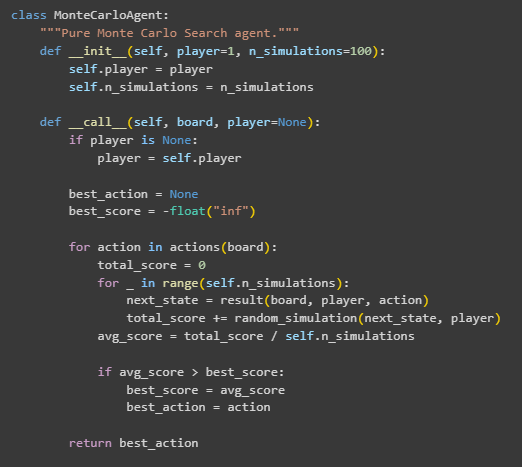 class MonteCarloAgent:
    """Pure Monte Carlo Search agent."""
    def __init__(self, player=1, n_simulations=100):
        self.player = player
        self.n_simulations = n_simulations

    def __call__(self, board, player=None):
        if player is None:
            player = self.player

        best_action = None
        best_score = -float("inf")

        for action in actions(board):
            total_score = 0
            for _ in range(self.n_simulations):
                next_state = result(board, player, action)
                total_score += random_simulation(next_state, player)
            avg_score = total_score / self.n_simulations

            if avg_score > best_score:
                best_score = avg_score
                best_action = action

        return best_action